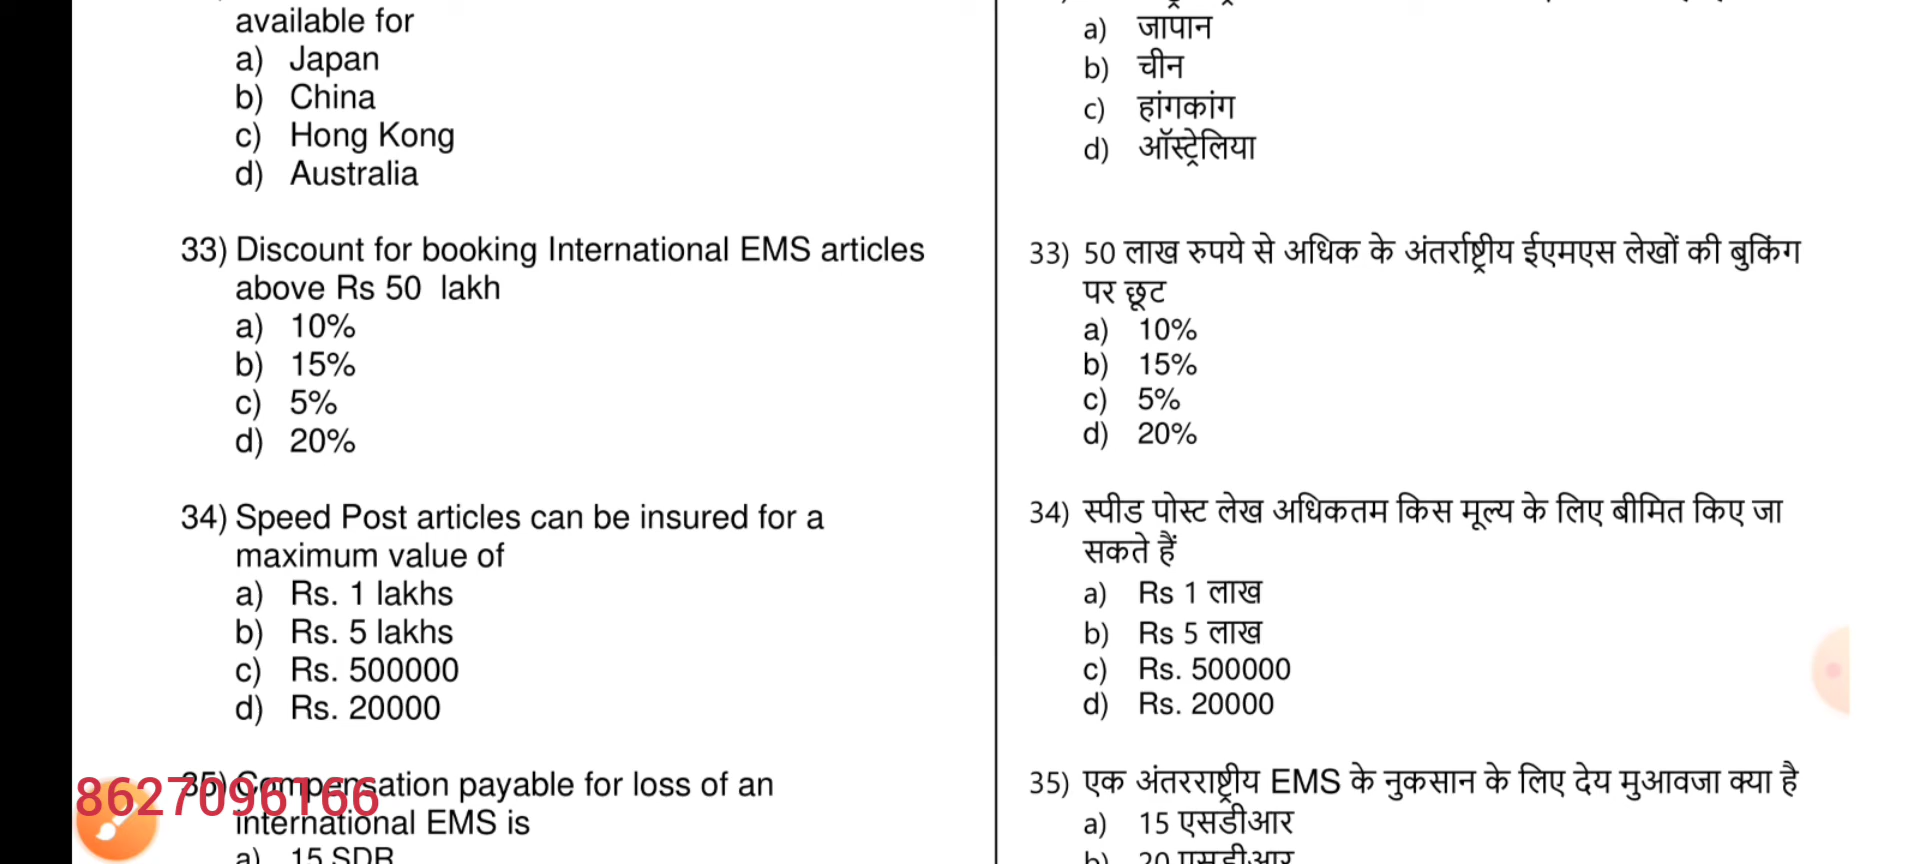 available for
a) Japan
b) China
c) Hong Kong
d) Australia
33) Discount for booking International EMS articles
above Rs 50 lakh
a) 10%
b) 15%
c) 5%
d) 20%
34) Speed Post articles can be insured for a
maximum value of
a) Rs. 1 lakhs
b) Rs. 5 lakhs
c) Rs. 500000
d) Rs. 20000
35) Compensation payable for loss of an
international EMS is
a) 15 SDR
8627096166
a) जापान
b) चीन
c) हांगकांग
d) ऑस्ट्रेलिया
33) 50 लाख रुपये से अधिक के अंतर्राष्ट्रीय ईएमएस लेखों की बुकिंग
पर छूट
a) 10%
b) 15%
c) 5%
d) 20%
34) स्पीड पोस्ट लेख अधिकतम किस मूल्य के लिए बीमित किए जा
सकते हैं
a) Rs 1 लाख
b) Rs 5 लाख
c) Rs. 500000
d) Rs. 20000
35) एक अंतरराष्ट्रीय EMS के नुकसान के लिए देय मुआवजा क्या है
a) 15 एसडीआर
b) 20 एसडीआर